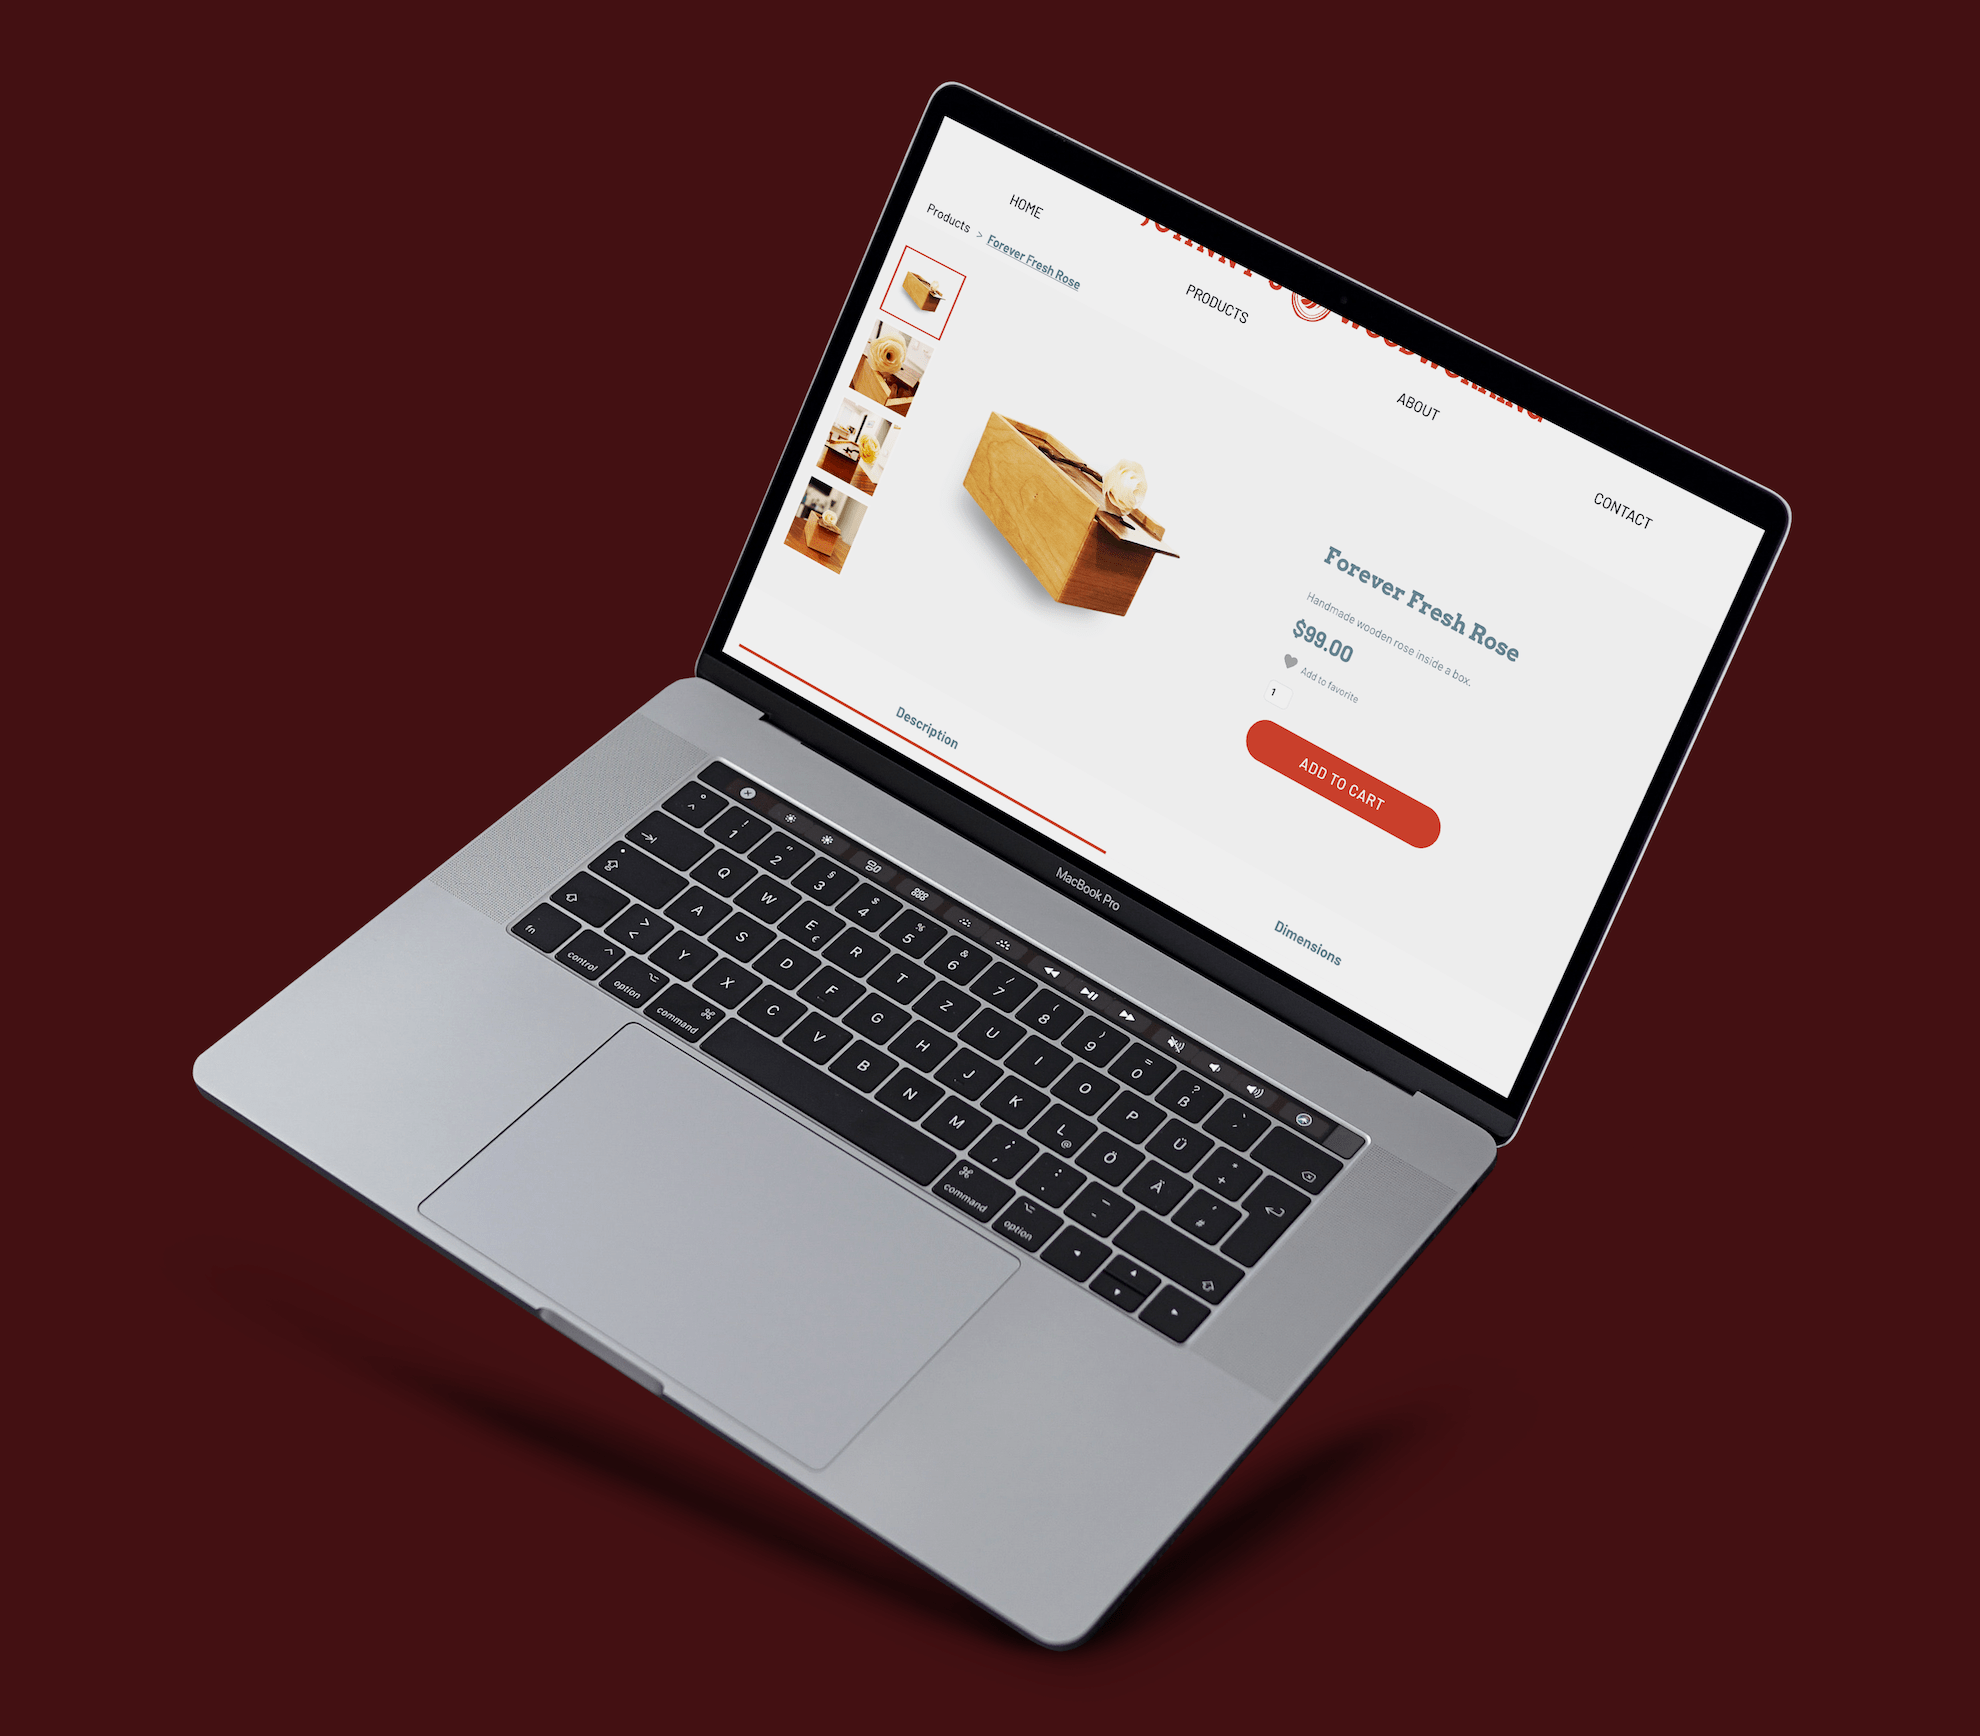 JOHNNY'S WOODWORKING
HOME
PRODUCTS
ABOUT
CONTACT
Products > Forever Fresh Rose
Forever Fresh Rose
Handmade wooden rose inside a box.
$99.00
Add to favorite
1
ADD TO CART
Description
Dimensions
MacBook Pro
^ °
! 1
" 2
§ 3
$ 4
% 5
& 6
/ 7
( 8
) 9
= 0
? ß
Q W E € R T Z U I O P Ü * +
A S D F G H J K L @ Ö Ä ' #
> < Y X C V B N M ; , : . _ -
fn control option command command option